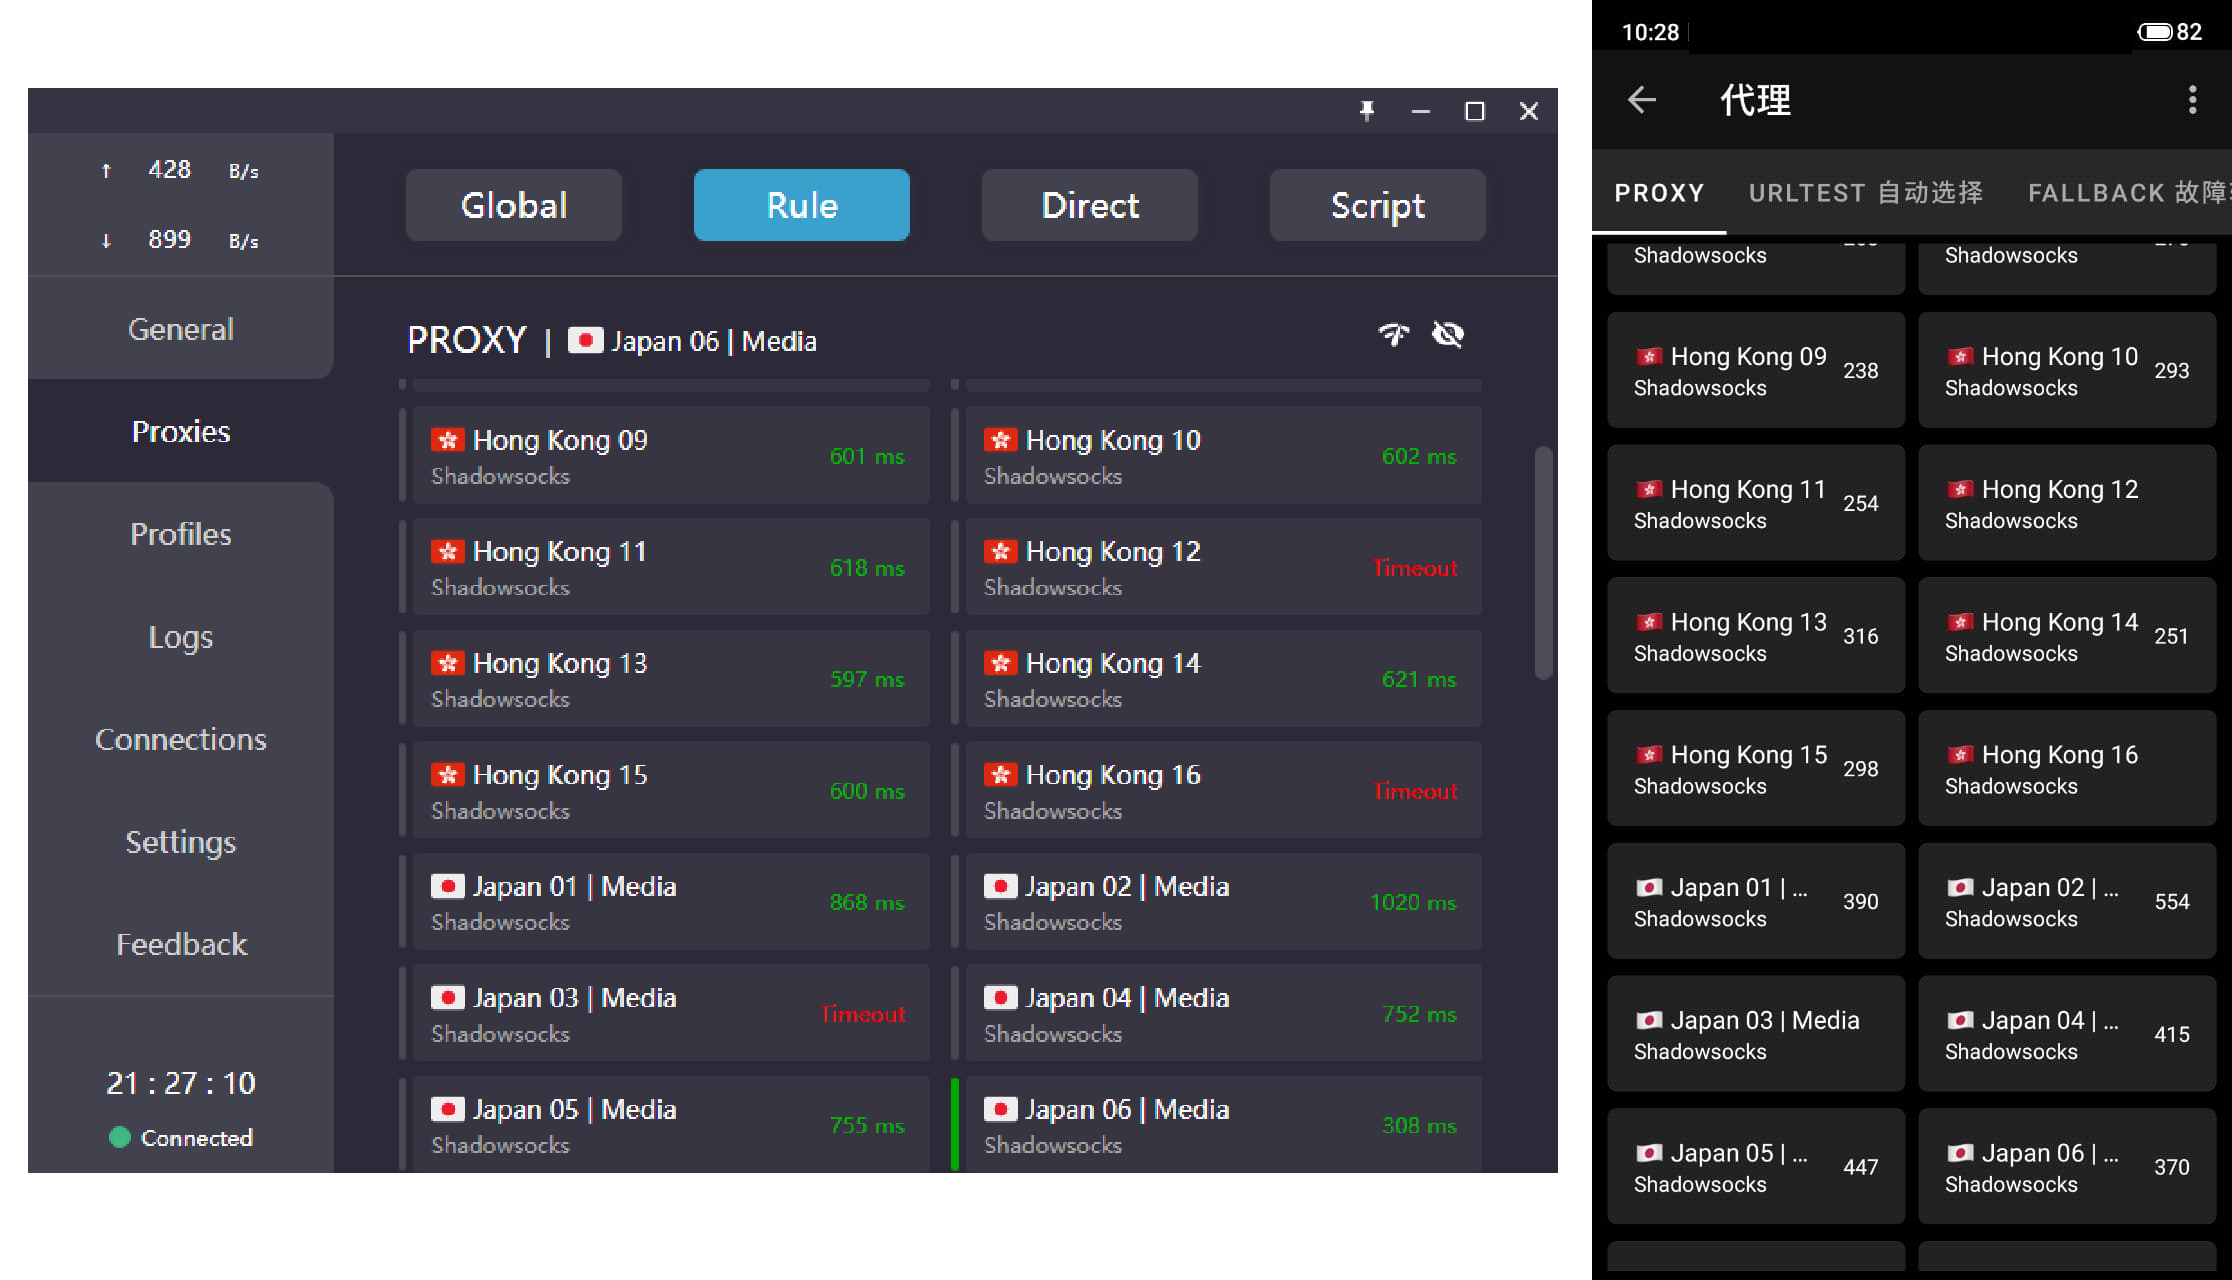 ↑ 428 B/s
↓ 899 B/s
General
Proxies
Profiles
Logs
Connections
Settings
Feedback
21 : 27 : 10
Connected
Global Rule Direct Script
PROXY | Japan 06 | Media
Hong Kong 09
Shadowsocks
601 ms
Hong Kong 10
Shadowsocks
602 ms
Hong Kong 11
Shadowsocks
618 ms
Hong Kong 12
Shadowsocks
Timeout
Hong Kong 13
Shadowsocks
597 ms
Hong Kong 14
Shadowsocks
621 ms
Hong Kong 15
Shadowsocks
600 ms
Hong Kong 16
Shadowsocks
Timeout
Japan 01 | Media
Shadowsocks
868 ms
Japan 02 | Media
Shadowsocks
1020 ms
Japan 03 | Media
Shadowsocks
Timeout
Japan 04 | Media
Shadowsocks
752 ms
Japan 05 | Media
Shadowsocks
755 ms
Japan 06 | Media
Shadowsocks
308 ms
10:28 82
代理
PROXY URLTEST 自动选择 FALLBACK 故障
Shadowsocks
Shadowsocks
Hong Kong 09
Shadowsocks
238
Hong Kong 10
Shadowsocks
293
Hong Kong 11
Shadowsocks
254
Hong Kong 12
Shadowsocks
Hong Kong 13
Shadowsocks
316
Hong Kong 14
Shadowsocks
251
Hong Kong 15
Shadowsocks
298
Hong Kong 16
Shadowsocks
Japan 01 | ...
Shadowsocks
390
Japan 02 | ...
Shadowsocks
554
Japan 03 | Media
Shadowsocks
Japan 04 | ...
Shadowsocks
415
Japan 05 | ...
Shadowsocks
447
Japan 06 | ...
Shadowsocks
370